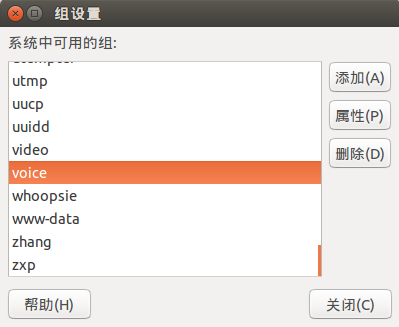 组设置
系统中可用的组:
utmp
uucp
uuidd
video
voice
whoopsie
www-data
zhang
zxp
添加(A)
属性(P)
删除(D)
帮助(H)
关闭(C)